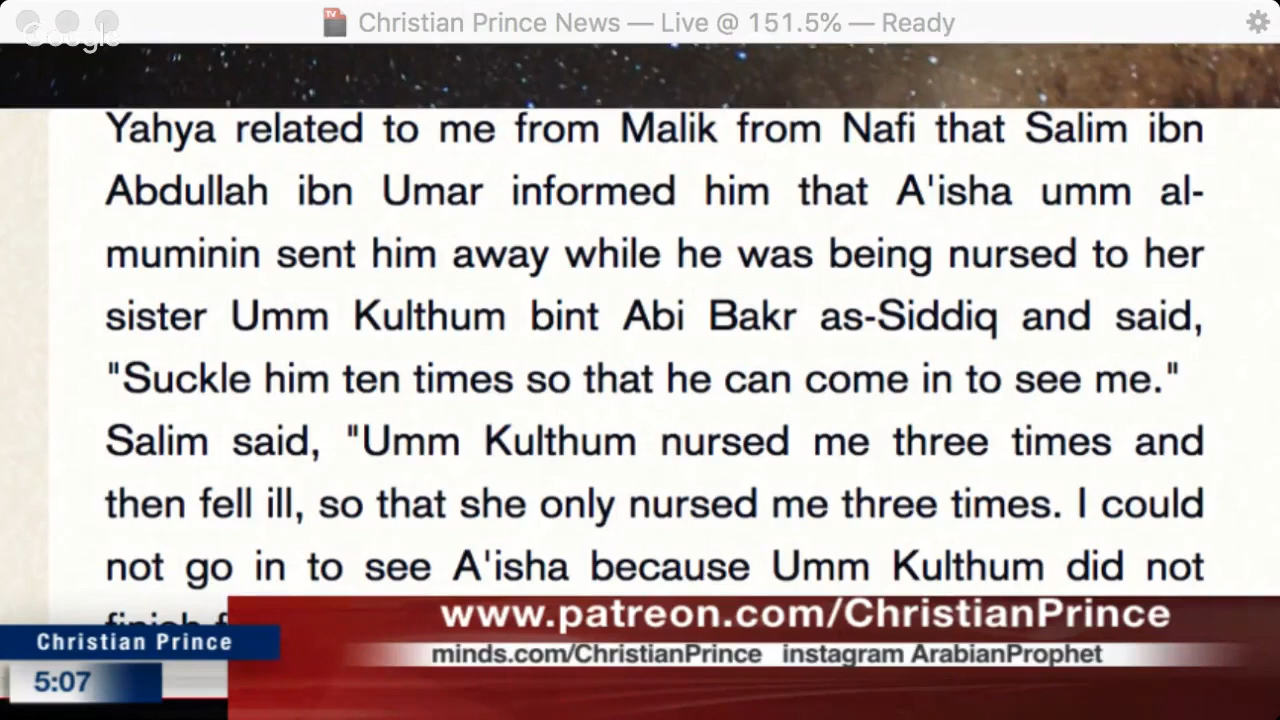 Christian Prince News — Live @ 151.5% — Ready
Google
Yahya related to me from Malik from Nafi that Salim ibn
Abdullah ibn Umar informed him that A'isha umm al-
muminin sent him away while he was being nursed to her
sister Umm Kulthum bint Abi Bakr as-Siddiq and said,
"Suckle him ten times so that he can come in to see me."
Salim said, "Umm Kulthum nursed me three times and
then fell ill, so that she only nursed me three times. I could
not go in to see A'isha because Umm Kulthum did not
www.patreon.com/ChristianPrince
Christian Prince
minds.com/ChristianPrince instagram ArabianProphet
5:07